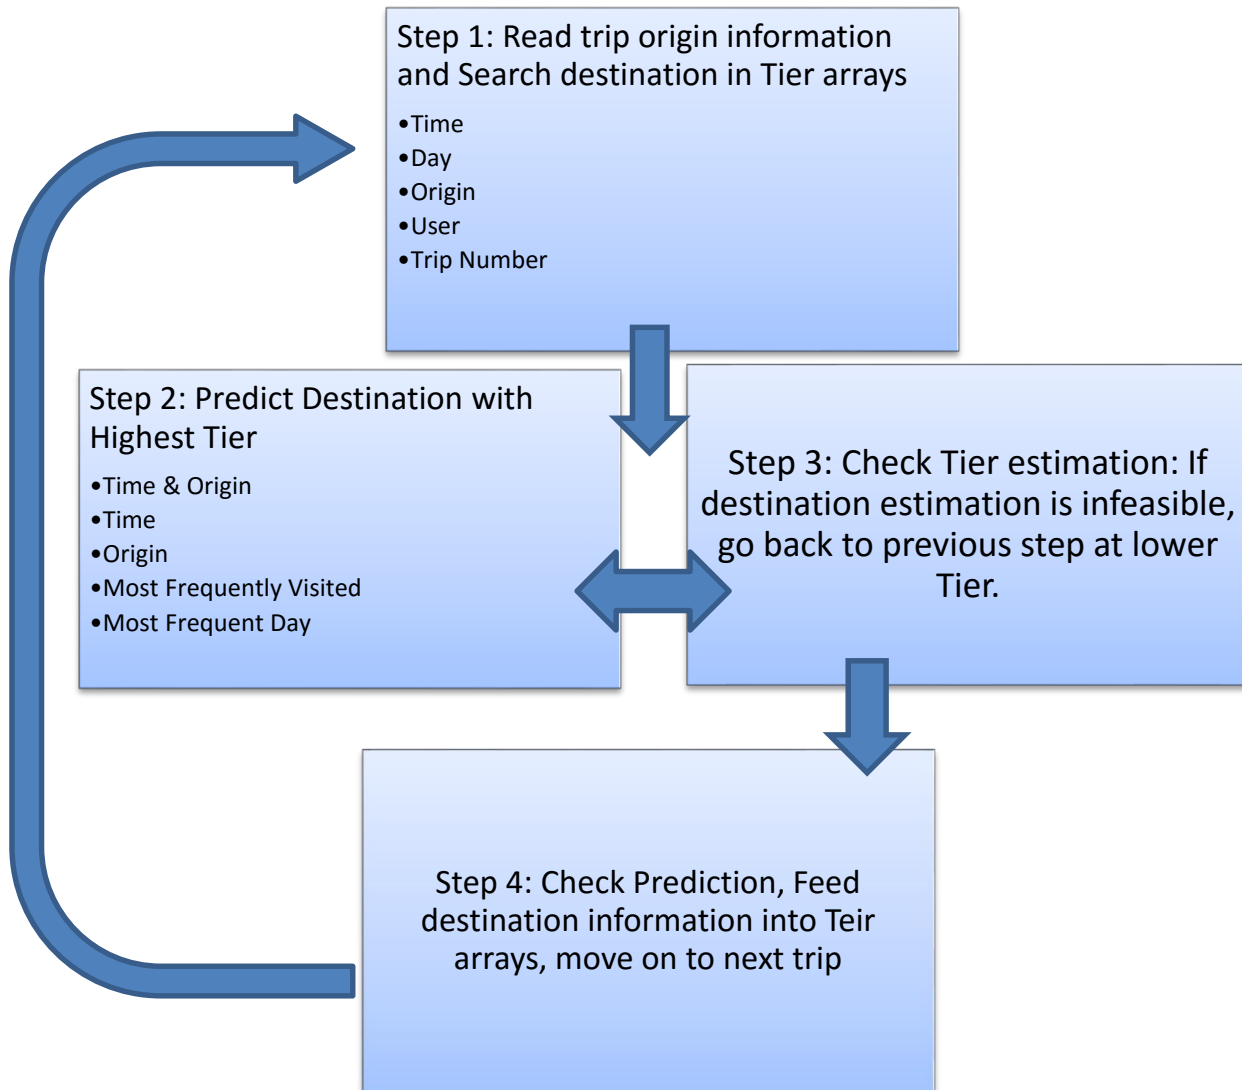 Step 1: Read trip origin information
and Search destination in Tier arrays
•Time
•Day
•Origin
•User
•Trip Number
Step 2: Predict Destination with
Highest Tier
•Time & Origin
•Time
•Origin
•Most Frequently Visited
•Most Frequent Day
Step 3: Check Tier estimation: If
destination estimation is infeasible,
go back to previous step at lower
Tier.
Step 4: Check Prediction, Feed
destination information into Teir
arrays, move on to next trip